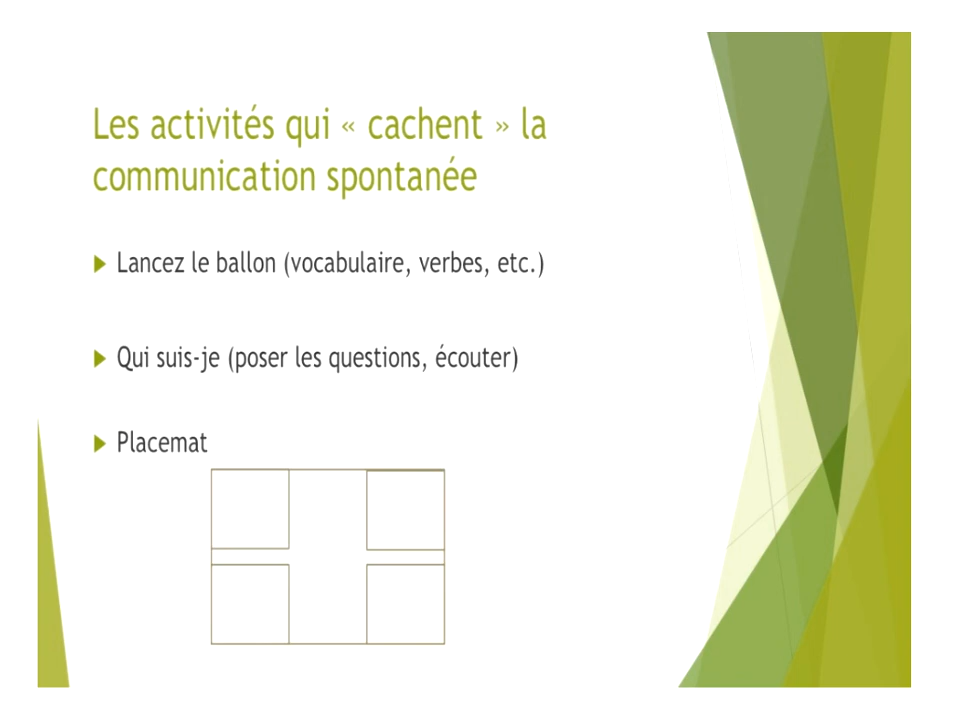 Les activités qui « cachent » la
communication spontanée
Lancez le ballon (vocabulaire, verbes, etc.)
Qui suis-je (poser les questions, écouter)
Placemat